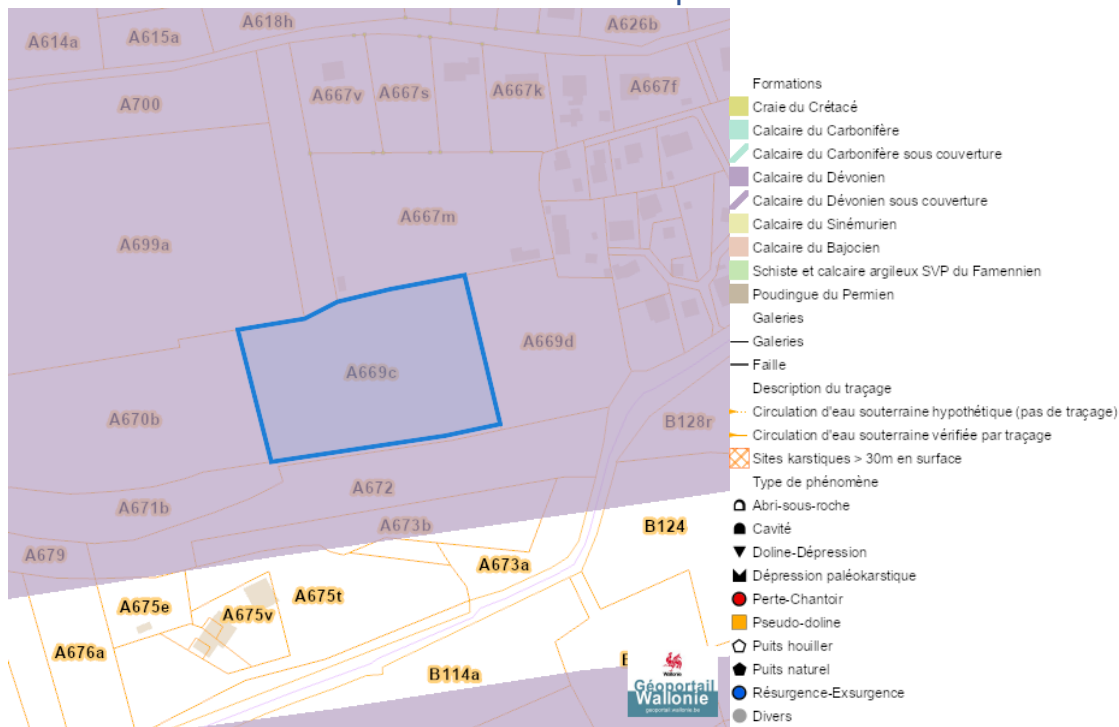 A618h
A626b
A614a
A615a
A700
A667v
A667s
A667k
A667f
A667m
A699a
A669d
A669c
A670b
B128r
A672
A671b
A673b
B124
A679
A673a
A675e
A675t
A675v
A676a
B114a
Wallonie
Géoportail
Wallonie
geoportail.wallonie.be
Formations
Craie du Crétacé
Calcaire du Carbonifère
Calcaire du Carbonifère sous couverture
Calcaire du Dévonien
Calcaire du Dévonien sous couverture
Calcaire du Sinémurien
Calcaire du Bajocien
Schiste et calcaire argileux SVP du Famennien
Poudingue du Permien
Galeries
Galeries
Faille
Description du traçage
Circulation d'eau souterraine hypothétique (pas de traçage)
Circulation d'eau souterraine vérifiée par traçage
Sites karstiques > 30m en surface
Type de phénomène
Abri-sous-roche
Cavité
Doline-Dépression
Dépression paléokarstique
Perte-Chantoir
Pseudo-doline
Puits houiller
Puits naturel
Résurgence-Exsurgence
Divers